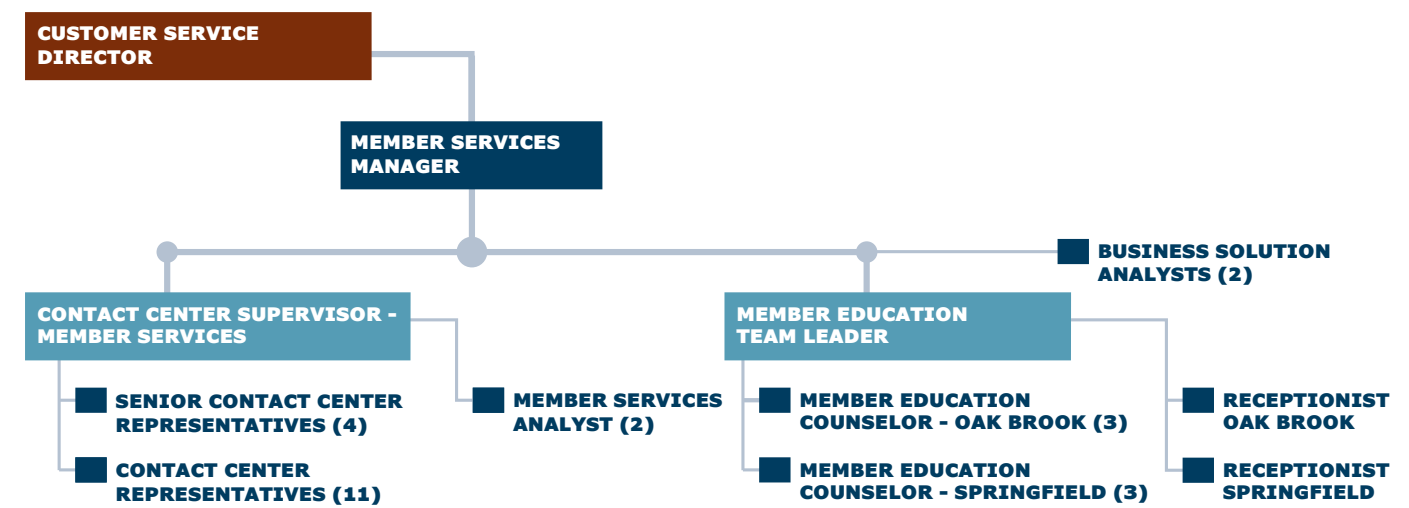 CUSTOMER SERVICE
DIRECTOR
MEMBER SERVICES
MANAGER
BUSINESS SOLUTION
ANALYSTS (2)
CONTACT CENTER SUPERVISOR -
MEMBER SERVICES
SENIOR CONTACT CENTER
REPRESENTATIVES (4)
CONTACT CENTER
REPRESENTATIVES (11)
MEMBER SERVICES
ANALYST (2)
MEMBER EDUCATION
TEAM LEADER
MEMBER EDUCATION
COUNSELOR - OAK BROOK (3)
MEMBER EDUCATION
COUNSELOR - SPRINGFIELD (3)
RECEPTIONIST
OAK BROOK
RECEPTIONIST
SPRINGFIELD